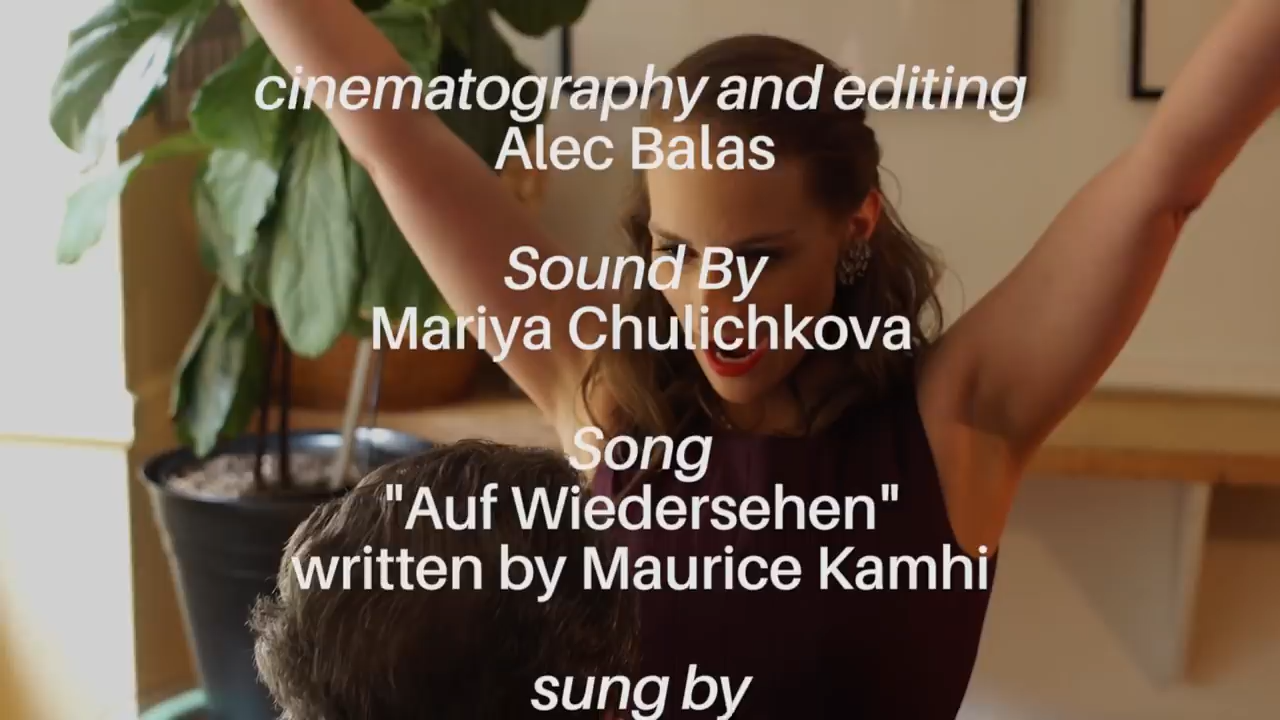 cinematography and editing
Alec Balas
Sound By
Mariya Chulichkova
Song
"Auf Wiedersehen"
written by Maurice Kamhi
sung by